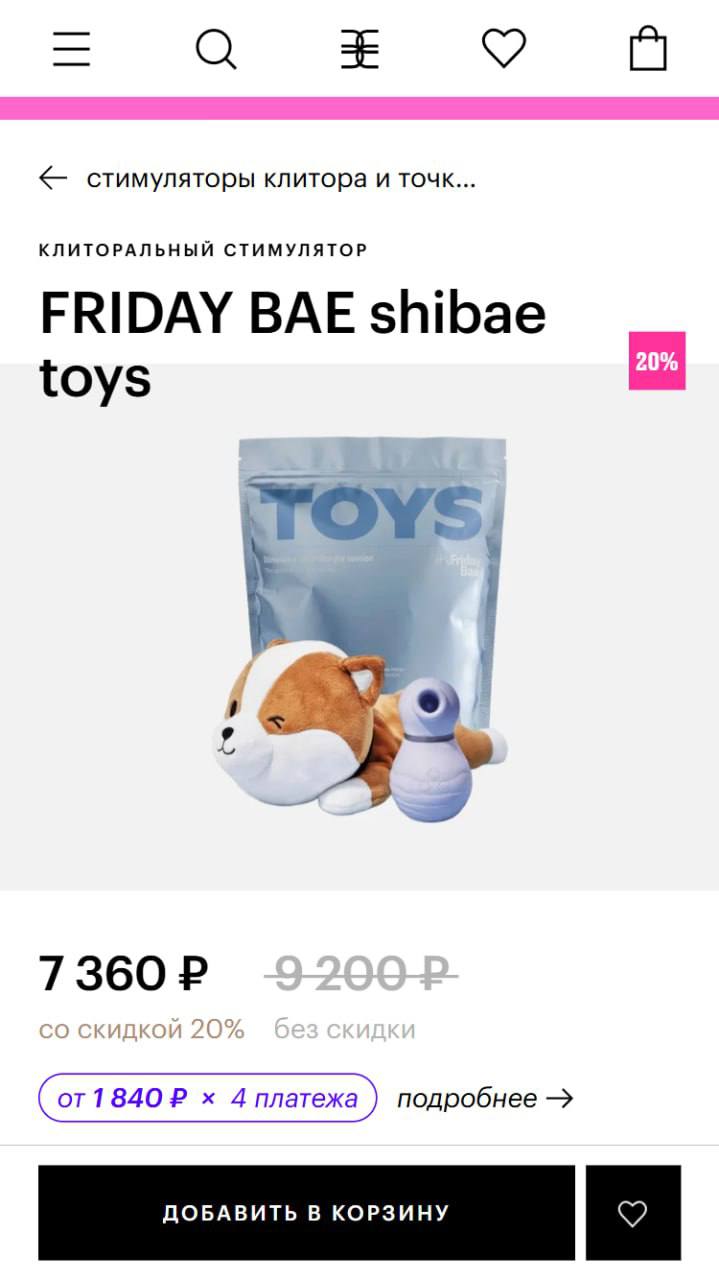 стимуляторы клитора и точк...
КЛИТОРАЛЬНЫЙ СТИМУЛЯТОР
FRIDAY BAE shibae
toys
20%
TOYS
Friday
Bae
7 360 ₽ 9 200 ₽
со скидкой 20% без скидки
от 1 840 ₽ × 4 платежа подробнее →
ДОБАВИТЬ В КОРЗИНУ